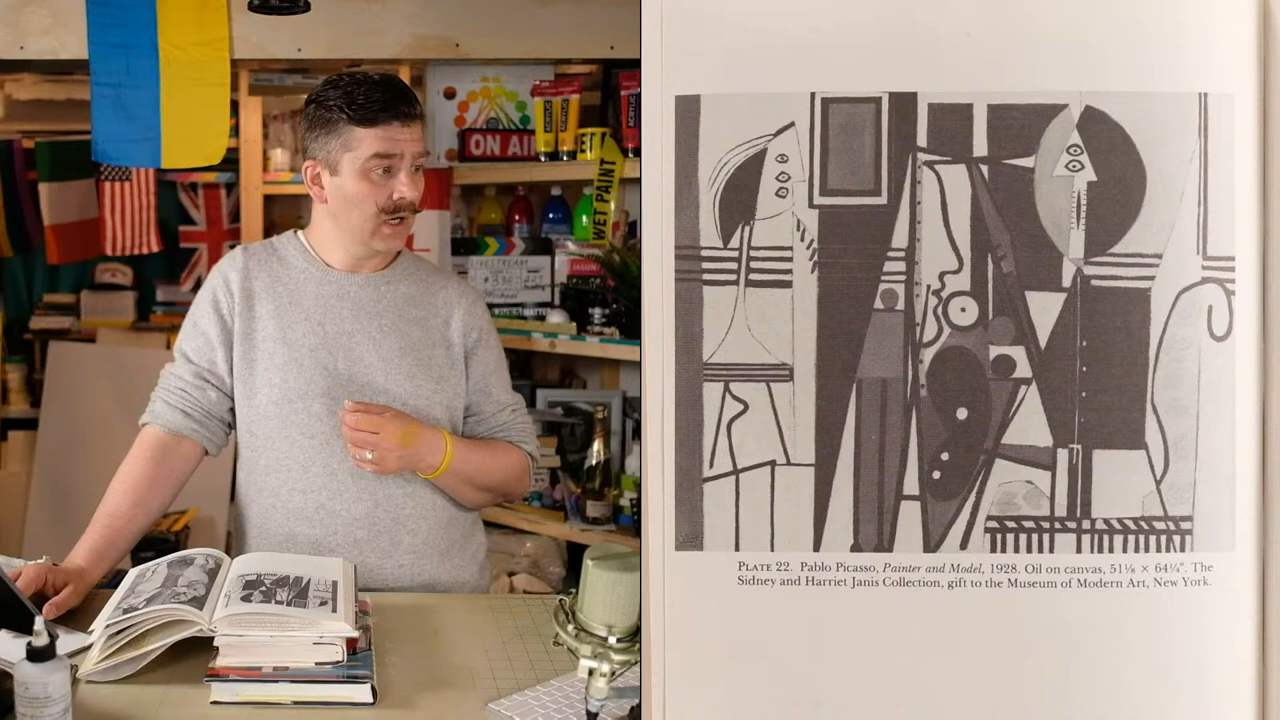 ON AIR
ACRYLIC
ACRYLIC
WET PAINT
LIVESTREAM
PLATE 22. Pablo Picasso, Painter and Model, 1928. Oil on canvas, 51⅛ × 64¼". The
Sidney and Harriet Janis Collection, gift to the Museum of Modern Art, New York.